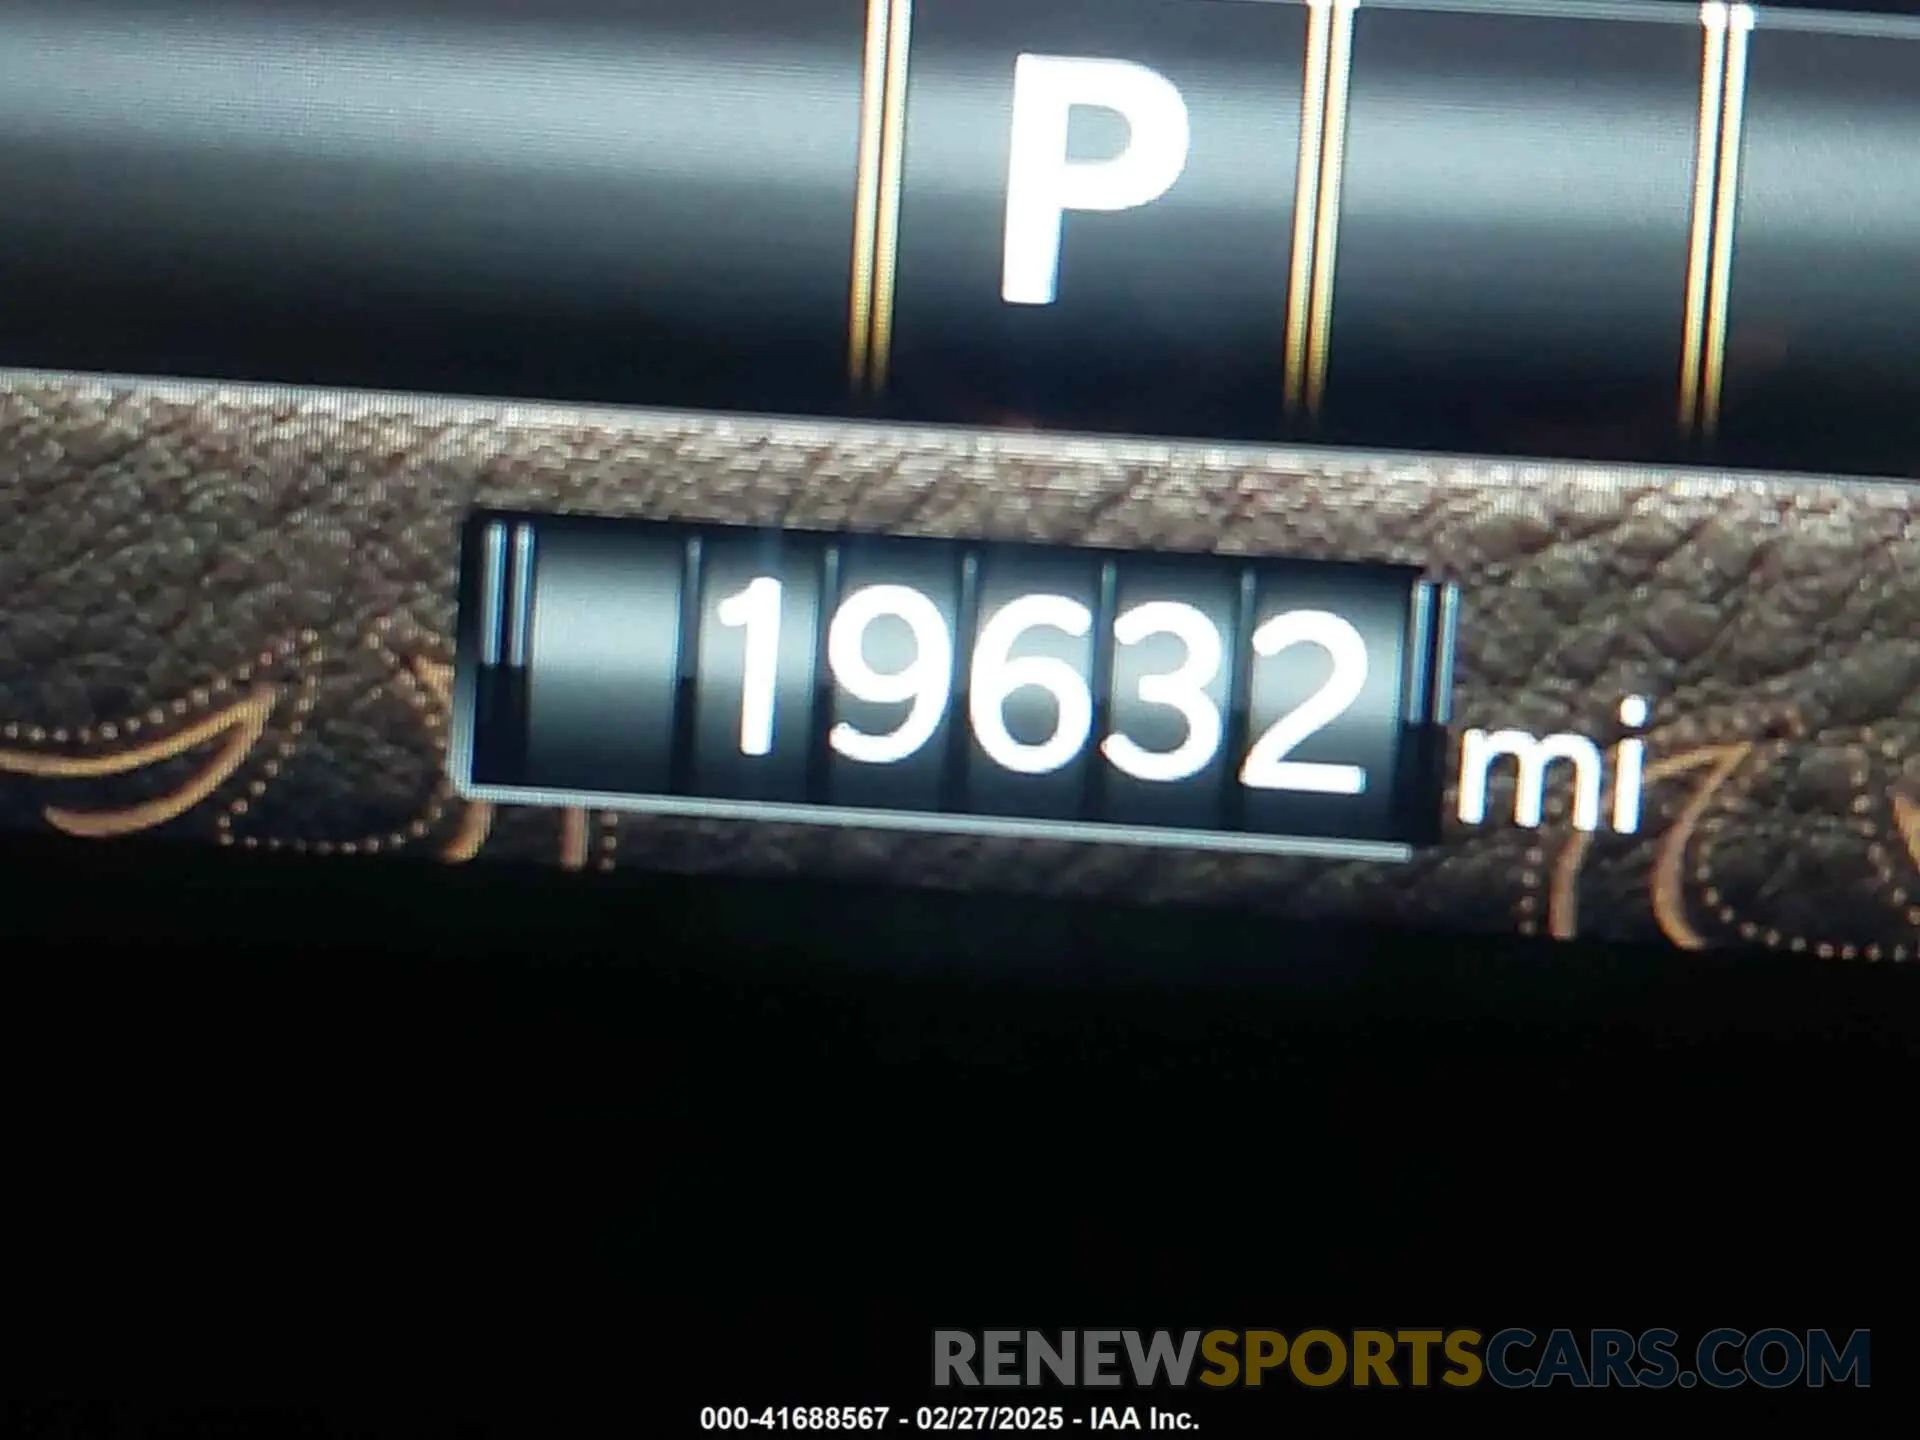 P
19632 mi
RENEWSPORTSCARS.COM
000-41688567 - 02/27/2025 - IAA Inc.